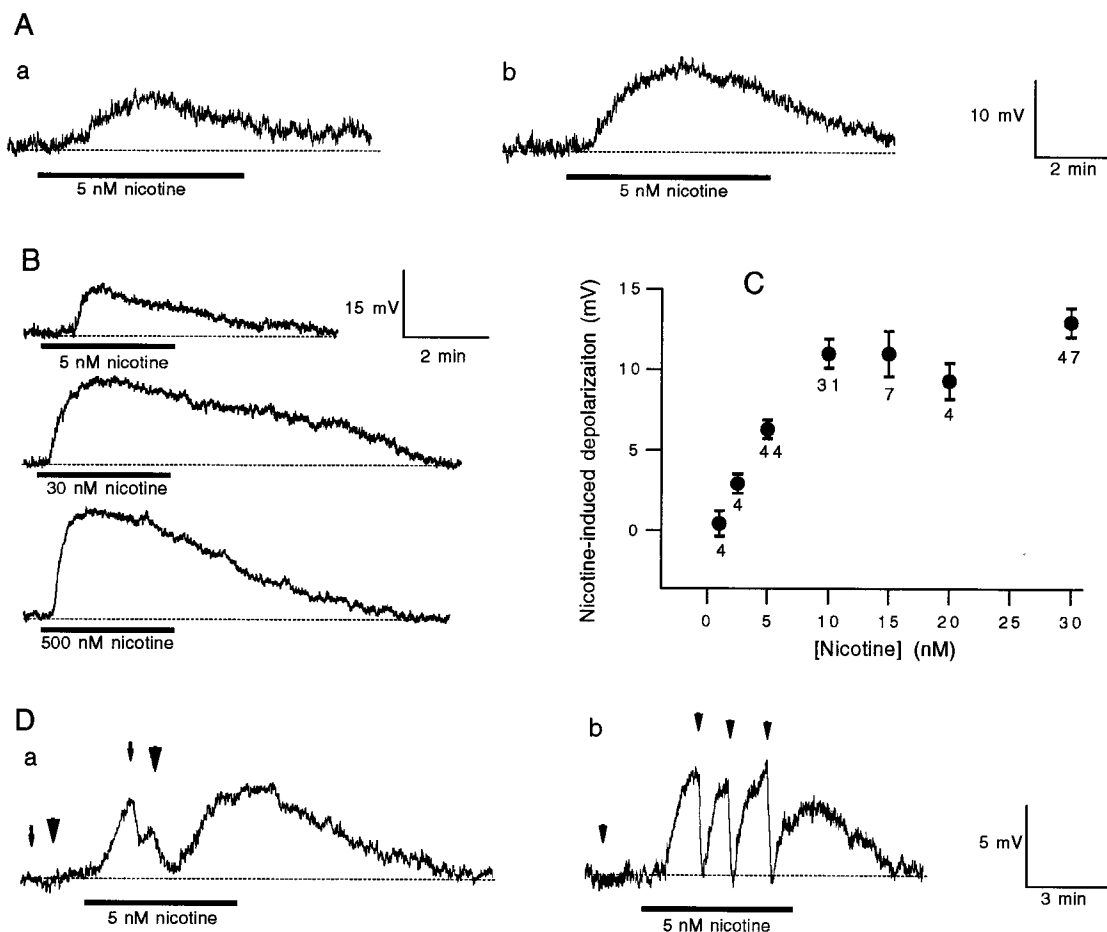 A
a
b
10 mV
2 min
5 nM nicotine
5 nM nicotine
B
15 mV
2 min
5 nM nicotine
30 nM nicotine
500 nM nicotine
C
Nicotine-induced depolarizaiton (mV)
15
10
5
0
4
4
44
31
7
4
47
0
5
10
15
20
25
30
[Nicotine] (nM)
D
a
b
5 mV
3 min
5 nM nicotine
5 nM nicotine